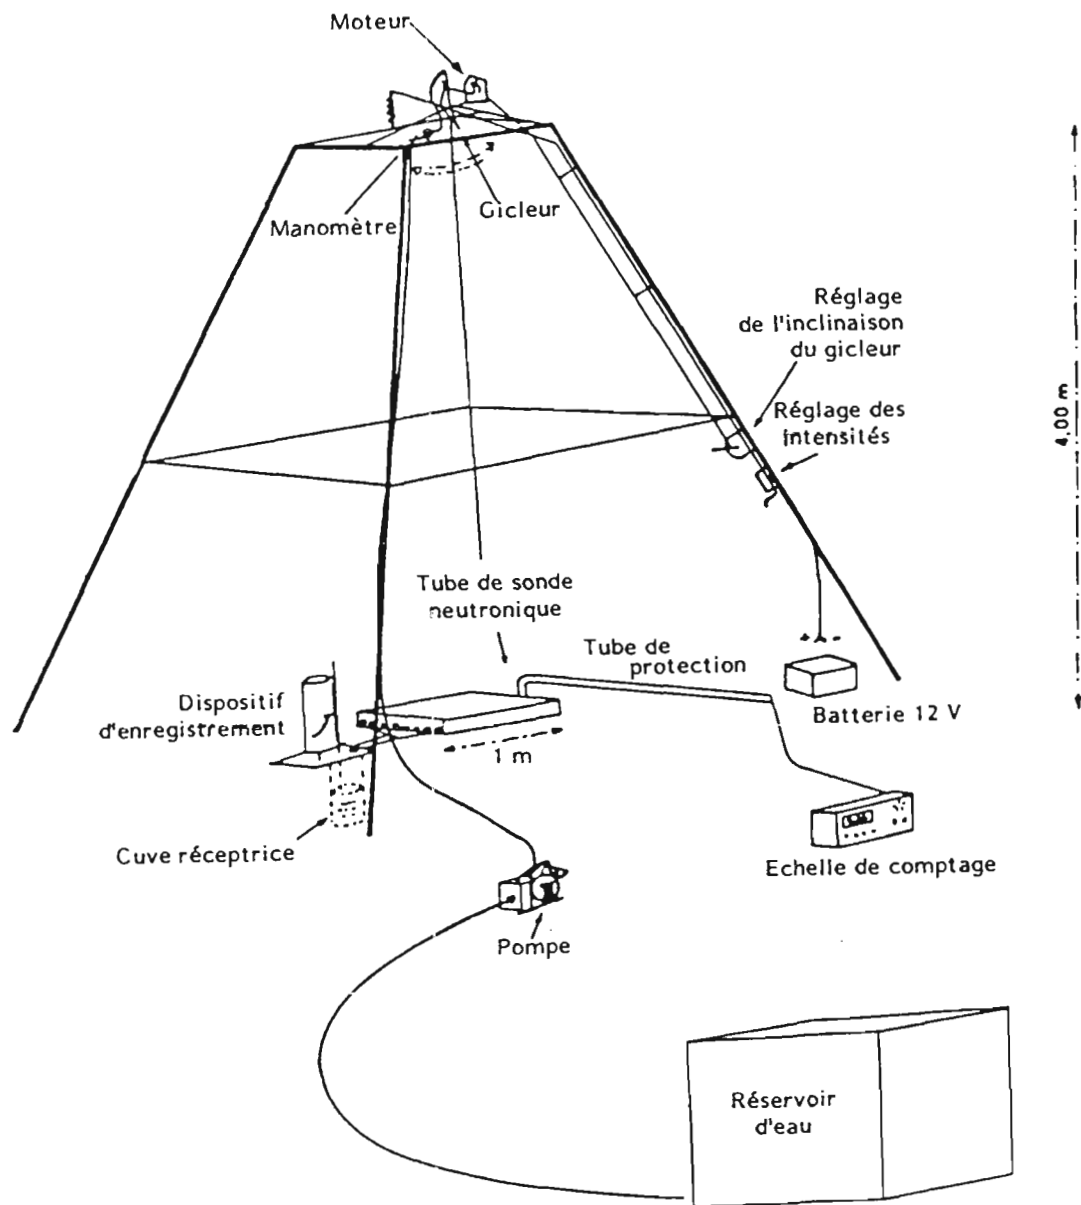 Moteur
Manomètre
Gicleur
Réglage
de l'inclinaison
du gicleur
Réglage des
intensités
4,00 m
Tube de sonde
neutronique
Tube de
protection
+ -
Batterie 12 V
Dispositif
d'enregistrement
1 m
Cuve réceptrice
Echelle de comptage
Pompe
Réservoir
d'eau